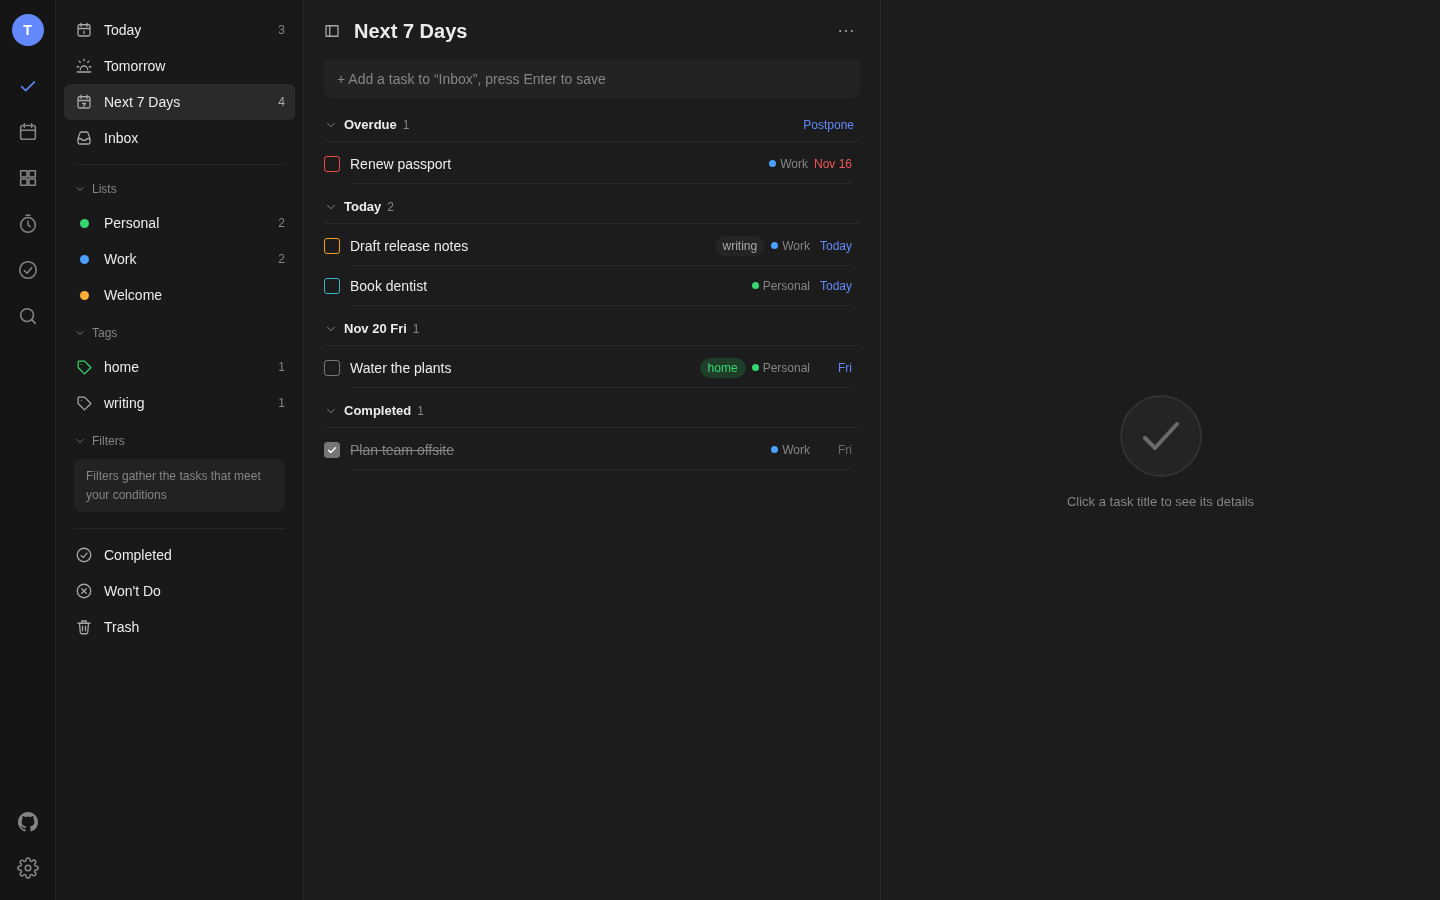 T
Today 3
Tomorrow
Next 7 Days 4
Inbox
Lists
Personal 2
Work 2
Welcome
Tags
home 1
writing 1
Filters
Filters gather the tasks that meet
your conditions
Completed
Won't Do
Trash
Next 7 Days
+ Add a task to “Inbox”, press Enter to save
Overdue 1 Postpone
Renew passport Work Nov 16
Today 2
Draft release notes writing Work Today
Book dentist Personal Today
Nov 20 Fri 1
Water the plants home Personal Fri
Completed 1
Plan team offsite Work Fri
Click a task title to see its details